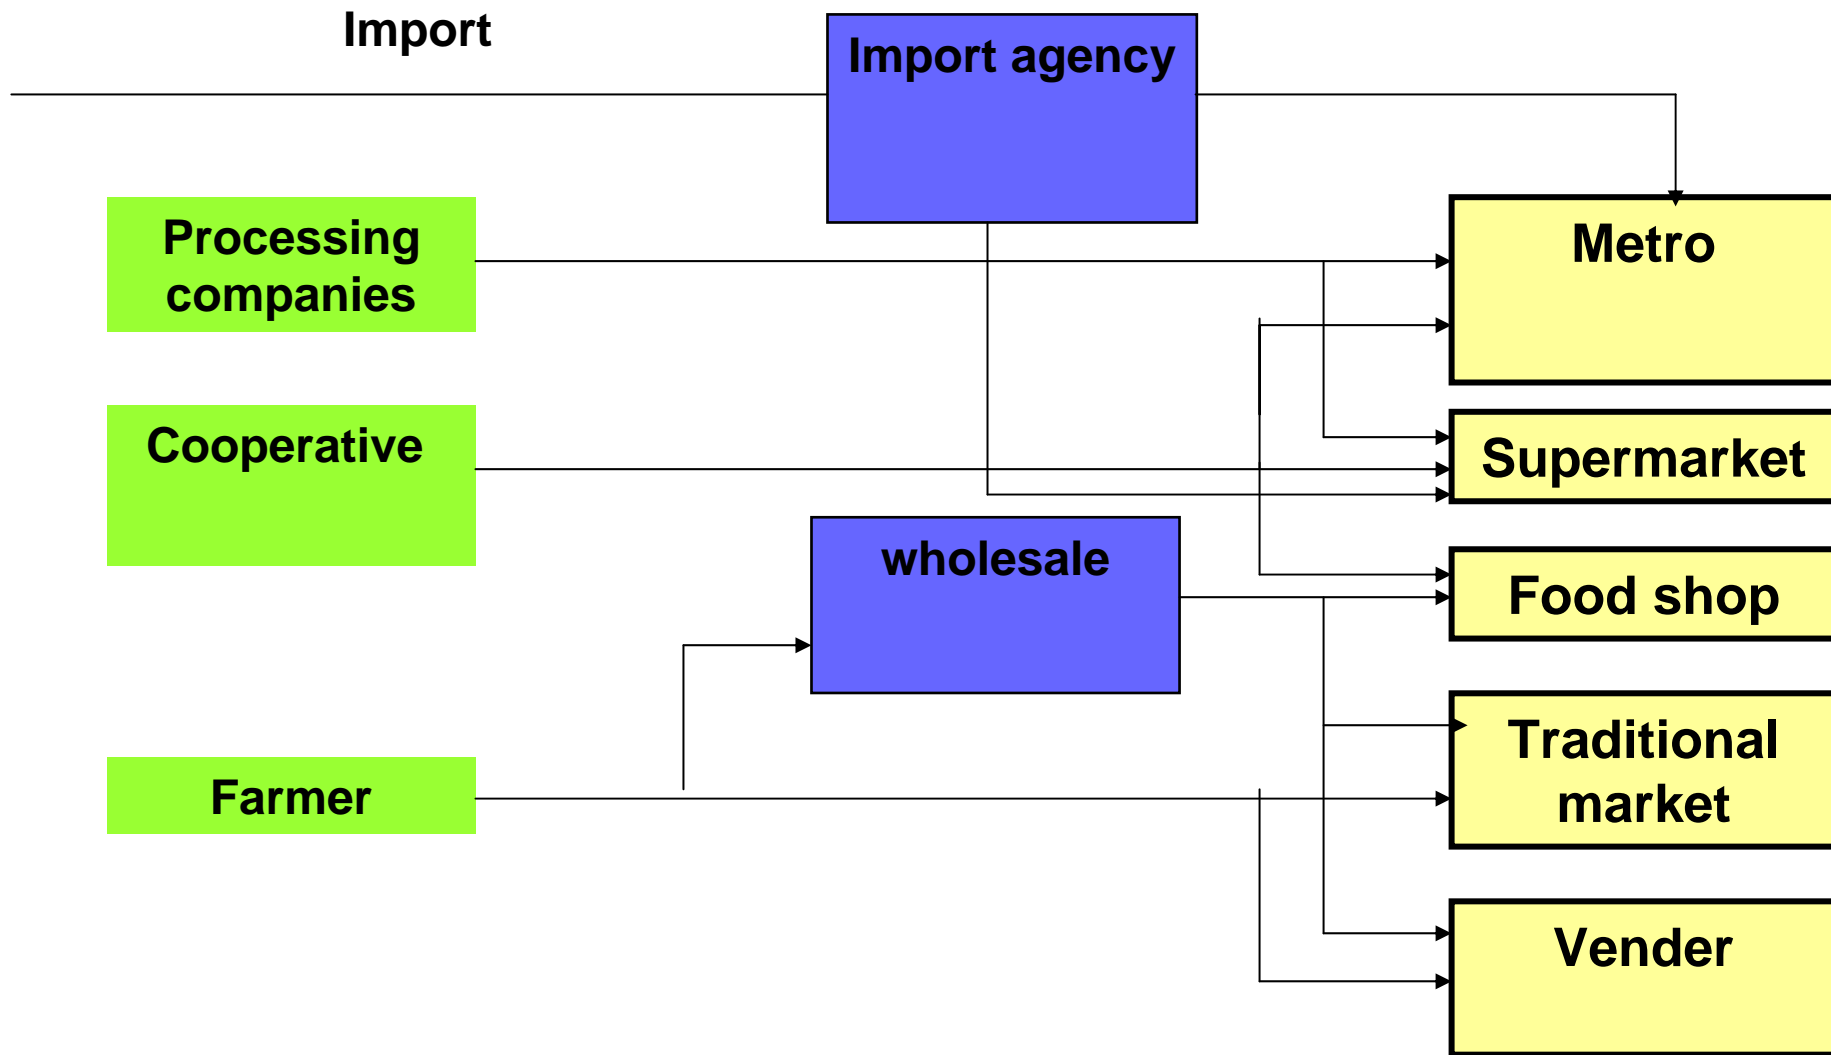 Import
Import agency
Processing
companies
Metro
Cooperative
Supermarket
wholesale
Food shop
Traditional
market
Farmer
Vender